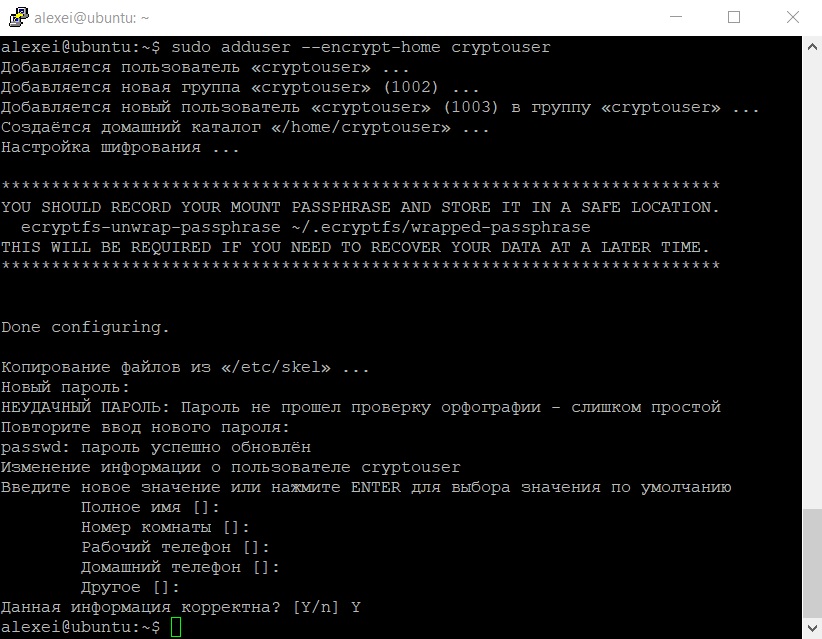 alexei@ubuntu: ~
alexei@ubuntu:~$ sudo adduser --encrypt-home cryptouser
Добавляется пользователь «cryptouser» ...
Добавляется новая группа «cryptouser» (1002) ...
Добавляется новый пользователь «cryptouser» (1003) в группу «cryptouser» ...
Создаётся домашний каталог «/home/cryptouser» ...
Настройка шифрования ...
************************************************************************
YOU SHOULD RECORD YOUR MOUNT PASSPHRASE AND STORE IT IN A SAFE LOCATION.
  ecryptfs-unwrap-passphrase ~/.ecryptfs/wrapped-passphrase
THIS WILL BE REQUIRED IF YOU NEED TO RECOVER YOUR DATA AT A LATER TIME.
************************************************************************
Done configuring.
Копирование файлов из «/etc/skel» ...
Новый пароль:
НЕУДАЧНЫЙ ПАРОЛЬ: Пароль не прошел проверку орфографии - слишком простой
Повторите ввод нового пароля:
passwd: пароль успешно обновлён
Изменение информации о пользователе cryptouser
Введите новое значение или нажмите ENTER для выбора значения по умолчанию
        Полное имя []:
        Номер комнаты []:
        Рабочий телефон []:
        Домашний телефон []:
        Другое []:
Данная информация корректна? [Y/n] Y
alexei@ubuntu:~$